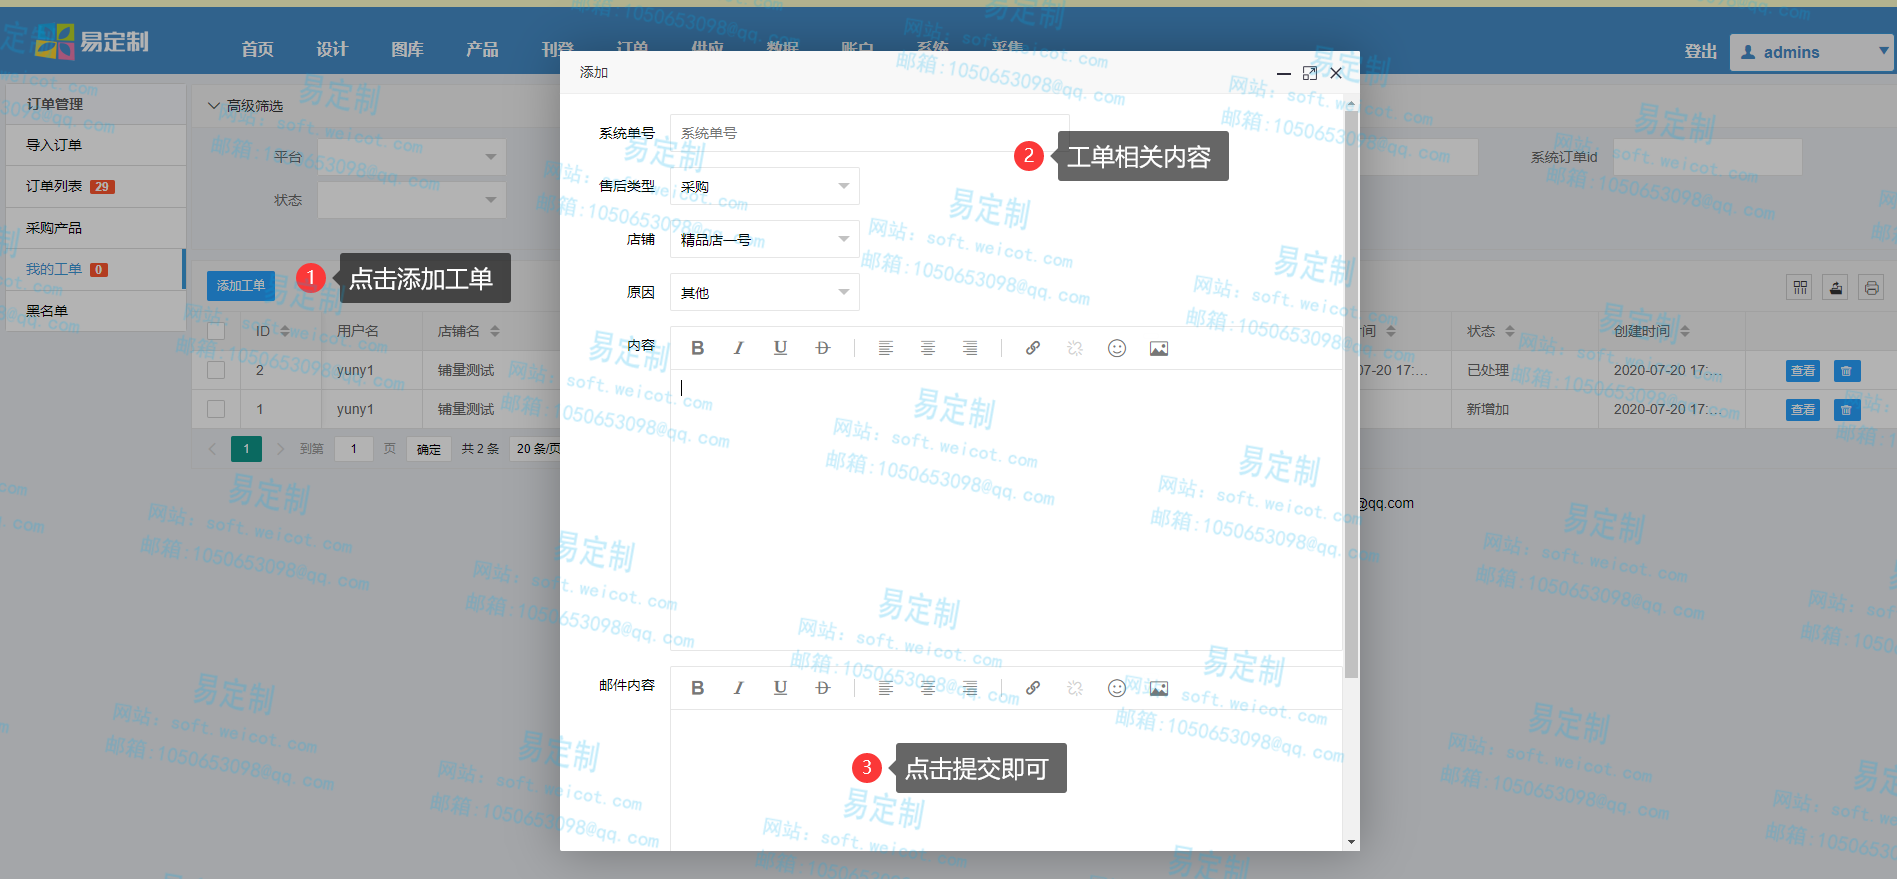 易定制
首页 设计 图库 产品 刊登 订单 供应 数据 账户 系统 采集
登出 admins
订单管理
导入订单
订单列表 29
采购产品
我的工单 0
黑名单
高级筛选
平台
状态
系统订单id
添加工单
1 点击添加工单
ID 用户名 店铺名 时间 状态 创建时间
2 yuny1 铺量测试 07-20 17:... 已处理 2020-07-20 17:... 查看
1 yuny1 铺量测试 新增加 2020-07-20 17:... 查看
1 到第 1 页 确定 共 2 条 20 条/页
@qq.com
添加
系统单号 系统单号
2 工单相关内容
售后类型 采购
店铺 精品店一号
原因 其他
内容 B I U D
邮件内容 B I U D
3 点击提交即可
易定制
网站：soft.weicot.com
邮箱:1050653098@qq.com